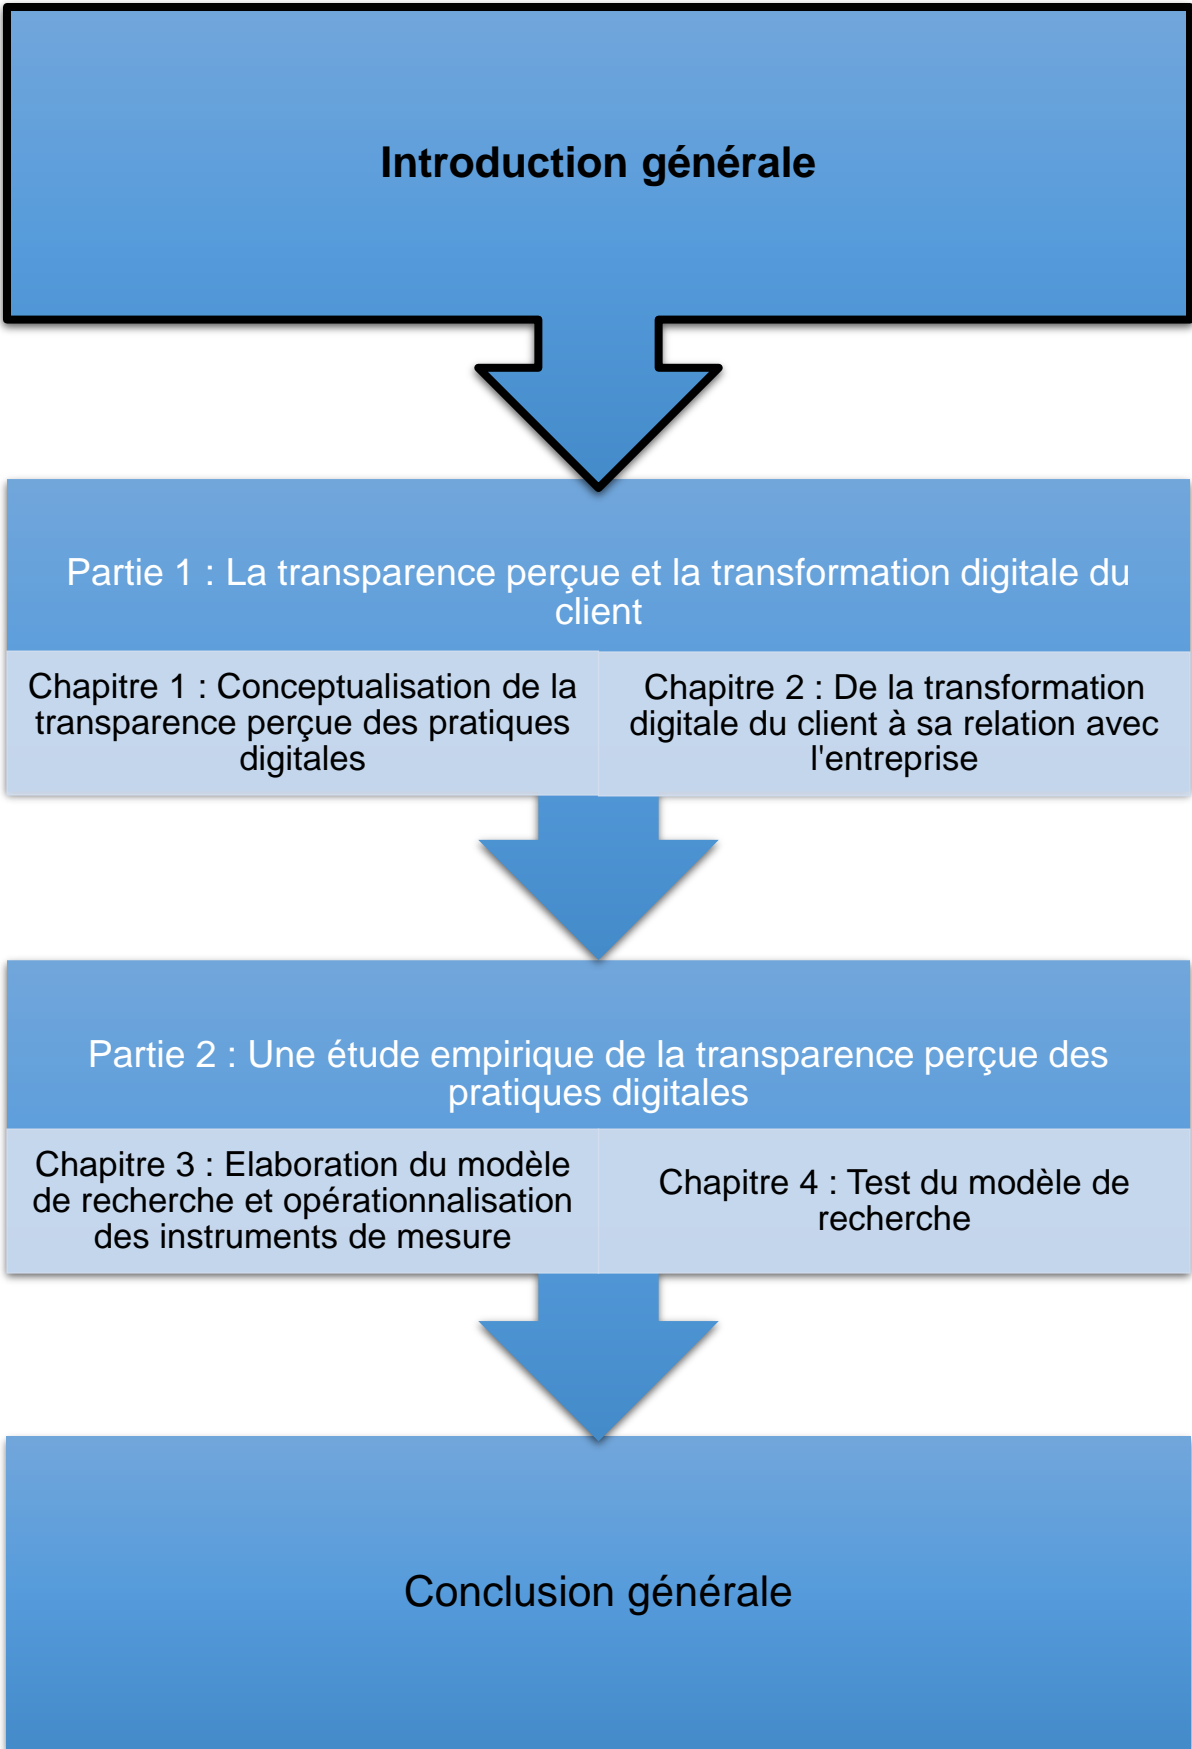 Introduction générale
Partie 1 : La transparence perçue et la transformation digitale du
client
Chapitre 1 : Conceptualisation de la
transparence perçue des pratiques
digitales
Chapitre 2 : De la transformation
digitale du client à sa relation avec
l'entreprise
Partie 2 : Une étude empirique de la transparence perçue des
pratiques digitales
Chapitre 3 : Elaboration du modèle
de recherche et opérationnalisation
des instruments de mesure
Chapitre 4 : Test du modèle de
recherche
Conclusion générale